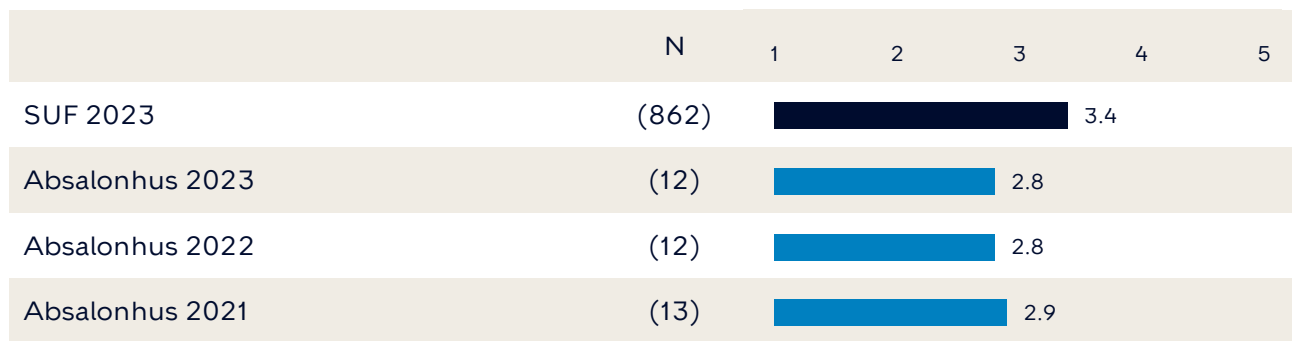 N 1 2 3 4 5
SUF 2023 (862) 3.4
Absalonhus 2023 (12) 2.8
Absalonhus 2022 (12) 2.8
Absalonhus 2021 (13) 2.9